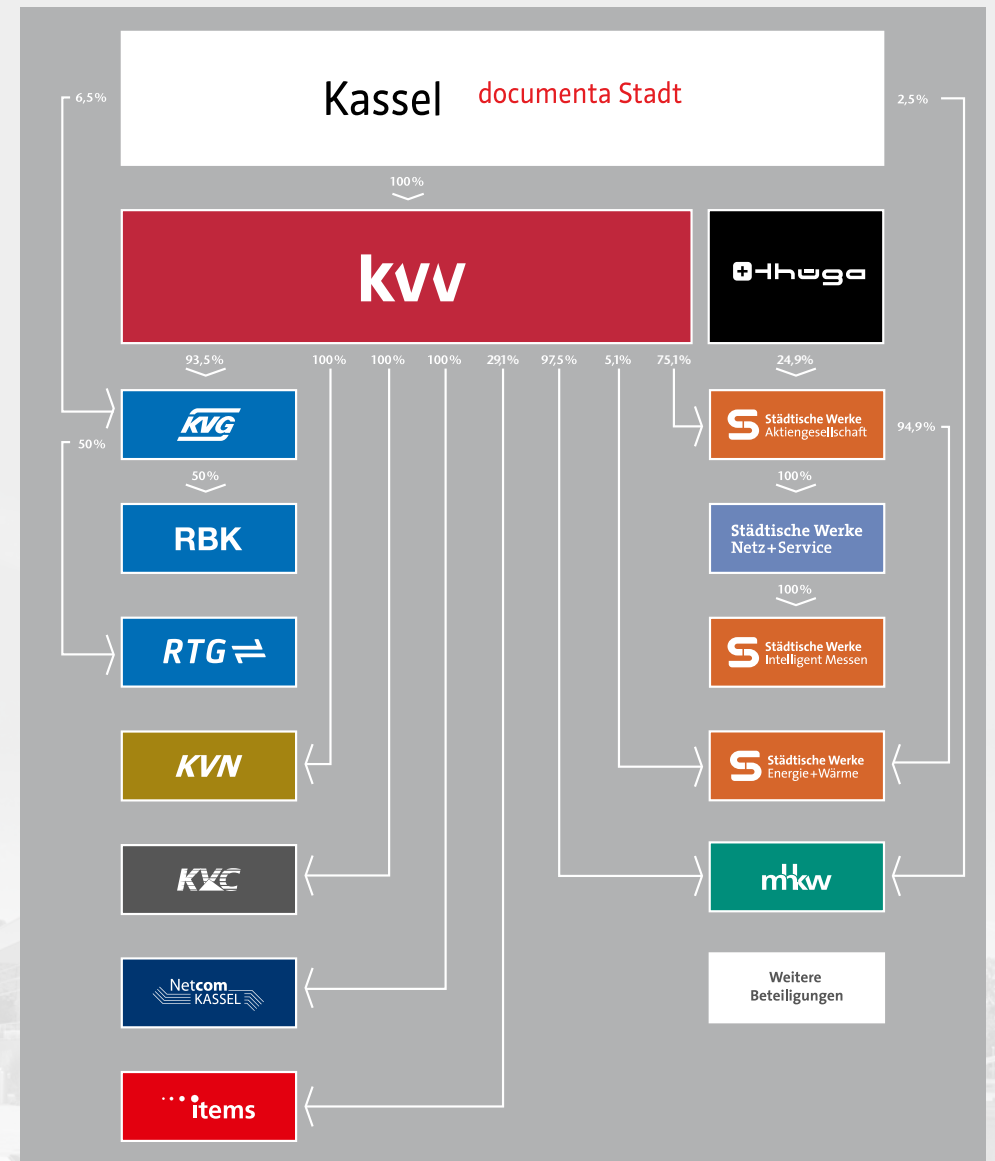 Kassel documenta Stadt
6,5%
2,5%
100%
kvv
thüga
93,5%
100%
100%
100%
29,1%
97,5%
5,1%
75,1%
24,9%
KVG
Städtische Werke
Aktiengesellschaft
50%
94,9%
50%
100%
RBK
Städtische Werke
Netz+Service
100%
RTG
Städtische Werke
Intelligent Messen
KVN
Städtische Werke
Energie+Wärme
KVC
mhkw
Netcom
KASSEL
Weitere
Beteiligungen
items